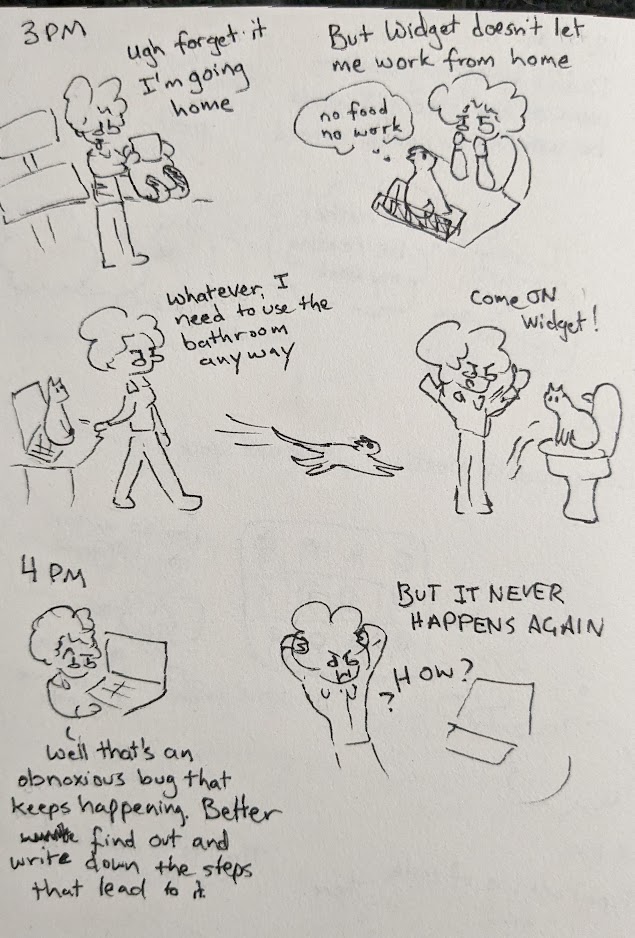 3 PM
Ugh forget it
I'm going
home
But Widget doesn't let
me work from home
no food
no work
Whatever, I
need to use the
bathroom
anyway
Come ON
Widget!
4 PM
Well that's an
obnoxious bug that
keeps happening. Better
find out and
write down the steps
that lead to it.
BUT IT NEVER
HAPPENS AGAIN
HOW?
?